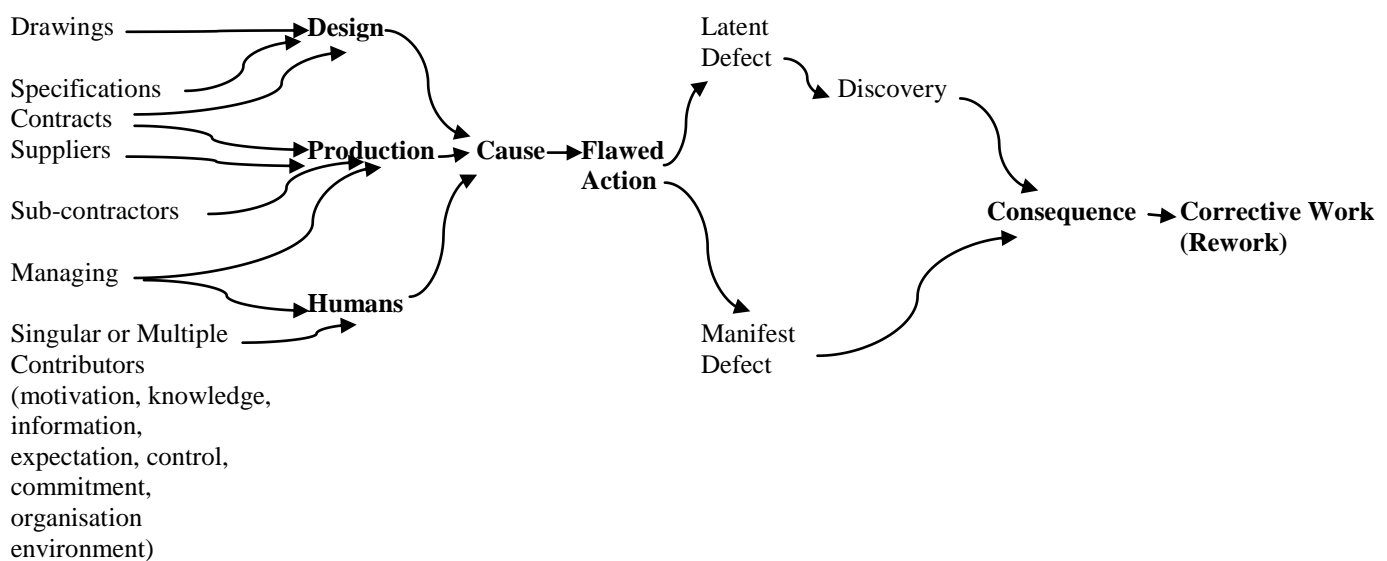 Drawings
Specifications
Contracts
Suppliers
Sub-contractors
Managing
Singular or Multiple
Contributors
(motivation, knowledge,
information,
expectation, control,
commitment,
organisation
environment)
Design
Production
Humans
Cause
Flawed
Action
Latent
Defect
Discovery
Manifest
Defect
Consequence
Corrective Work
(Rework)